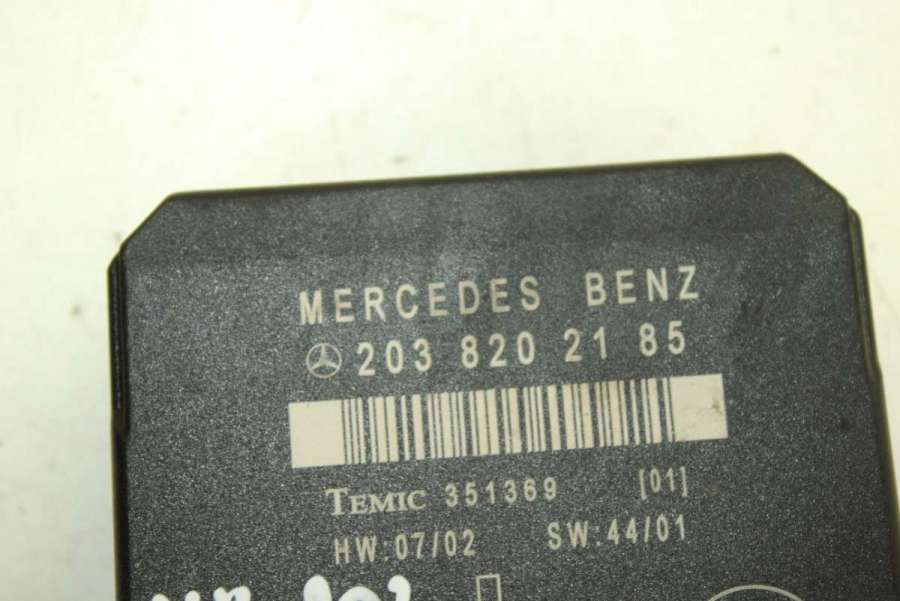 MERCEDES BENZ
203 820 21 85
TEMIC 351369 [01]
HW:07/02 SW:44/01